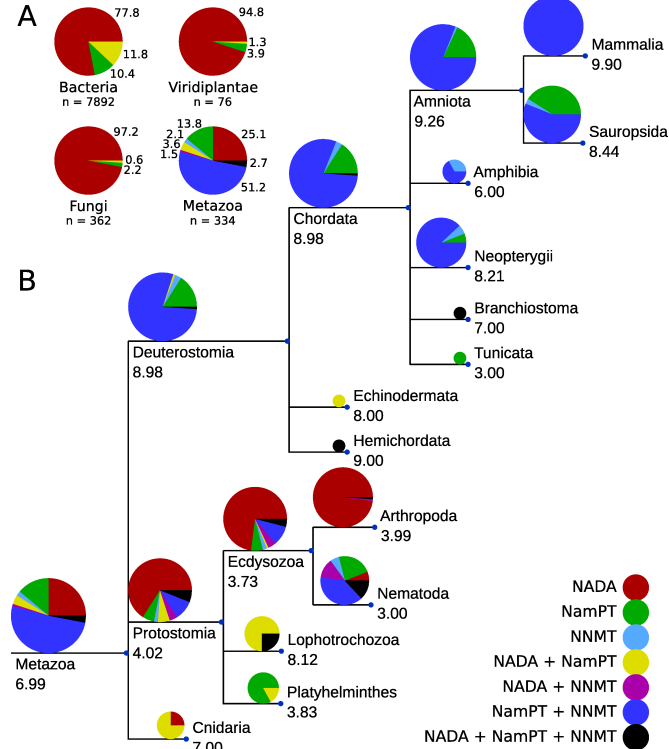 A
77.8
11.8
10.4
Bacteria
n = 7892
94.8
1.3
3.9
Viridiplantae
n = 76
97.2
0.6
2.2
Fungi
n = 362
13.8
2.1
3.6
1.5
25.1
2.7
51.2
Metazoa
n = 334
B
Mammalia
9.90
Amniota
9.26
Sauropsida
8.44
Amphibia
6.00
Chordata
8.98
Neopterygii
8.21
Branchiostoma
7.00
Tunicata
3.00
Deuterostomia
8.98
Echinodermata
8.00
Hemichordata
9.00
Arthropoda
3.99
Ecdysozoa
3.73
Nematoda
3.00
Protostomia
4.02
Lophotrochozoa
8.12
Metazoa
6.99
Platyhelminthes
3.83
Cnidaria
7.00
NADA
NamPT
NNMT
NADA + NamPT
NADA + NNMT
NamPT + NNMT
NADA + NamPT + NNMT